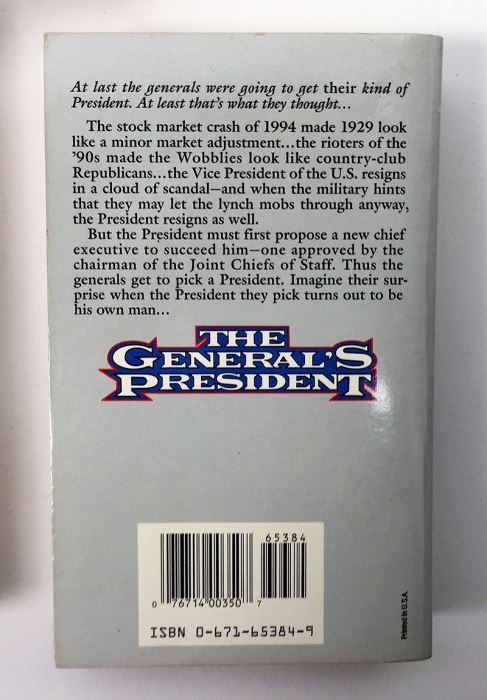 At last the generals were going to get their kind of
President. At least that's what they thought...
The stock market crash of 1994 made 1929 look
like a minor market adjustment...the rioters of the
'90s made the Wobblies look like country-club
Republicans...the Vice President of the U.S. resigns
in a cloud of scandal—and when the military hints
that they may let the lynch mobs through anyway,
the President resigns as well.
But the President must first propose a new chief
executive to succeed him—one approved by the
chairman of the Joint Chiefs of Staff. Thus the
generals get to pick a President. Imagine their sur-
prise when the President they pick turns out to be
his own man...
THE
GENERAL'S
PRESIDENT
65384
0 76714 00350 7
ISBN 0-671-65384-9
Printed in U.S.A.